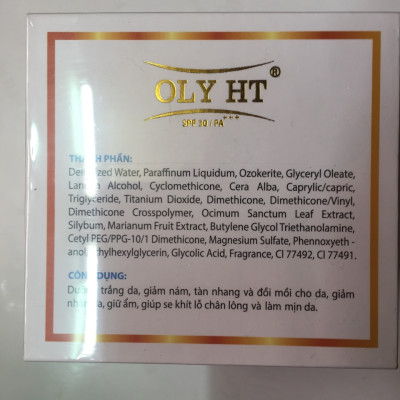 OLY HT®
SPF 30 / PA+++
THÀNH PHẦN:
Deionized Water, Paraffinum Liquidum, Ozokerite, Glyceryl Oleate,
Lanolin Alcohol, Cyclomethicone, Cera Alba, Caprylic/capric,
Triglyceride, Titanium Dioxide, Dimethicone, Dimethicone/Vinyl,
Dimethicone Crosspolymer, Ocimum Sanctum Leaf Extract,
Silybum, Marianum Fruit Extract, Butylene Glycol Triethanolamine,
Cetyl PEG/PPG-10/1 Dimethicone, Magnesium Sulfate, Phennoxyeth -
anol, Ethylhexylglycerin, Glycolic Acid, Fragrance, CI 77492, CI 77491.
CÔNG DỤNG:
Dưỡng trắng da, giảm nám, tàn nhang và đồi mồi cho da, giảm
nhăn da, giữ ẩm, giúp se khít lỗ chân lông và làm mịn da.